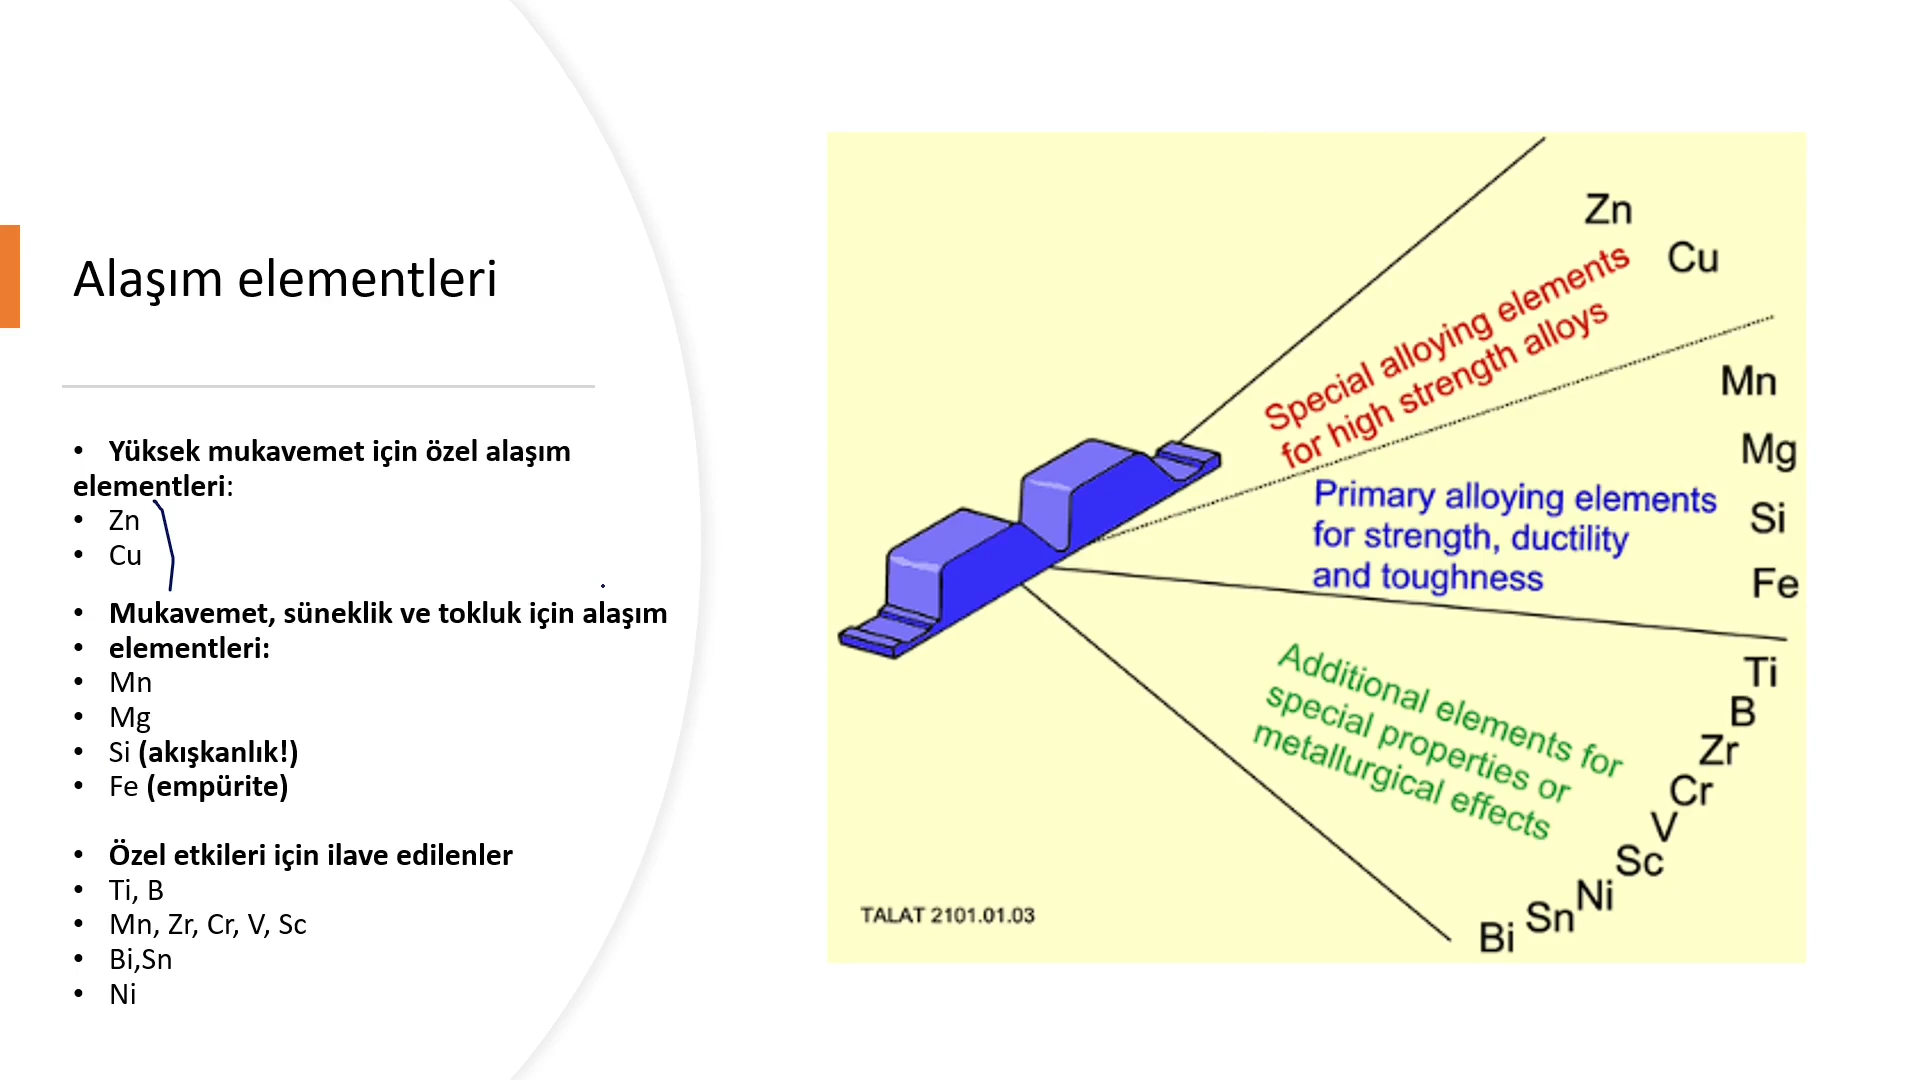 Alaşım elementleri
• Yüksek mukavemet için özel alaşım
elementleri:
• Zn
• Cu
• Mukavemet, süneklik ve tokluk için alaşım
• elementleri:
• Mn
• Mg
• Si (akışkanlık!)
• Fe (empürite)
• Özel etkileri için ilave edilenler
• Ti, B
• Mn, Zr, Cr, V, Sc
• Bi,Sn
• Ni
Zn
Cu
Special alloying elements
for high strength alloys
Mn
Mg
Si
Fe
Primary alloying elements
for strength, ductility
and toughness
Ti
B
Zr
Cr
V
Sc
Ni
Sn
Bi
Additional elements for
special properties or
metallurgical effects
TALAT 2101.01.03